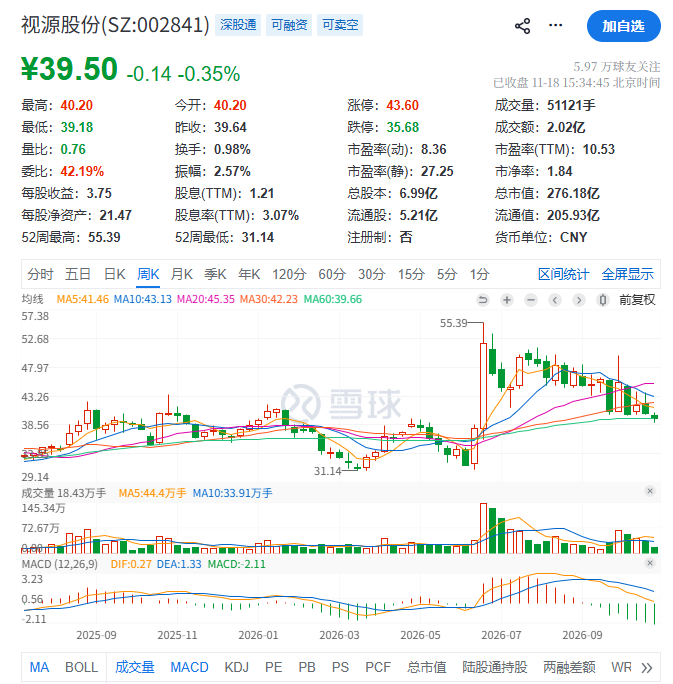 视源股份(SZ:002841) 深股通 可融资 可卖空 加自选
¥39.50 -0.14 -0.35% 5.97 万球友关注
已收盘 11-18 15:34:45 北京时间
最高：40.20 今开：40.20 涨停：43.60 成交量：51121手
最低：39.18 昨收：39.64 跌停：35.68 成交额：2.02亿
量比：0.76 换手：0.98% 市盈率(动)：8.36 市盈率(TTM)：10.53
委比：42.19% 振幅：2.57% 市盈率(静)：27.25 市净率：1.84
每股收益：3.75 股息(TTM)：1.21 总股本：6.99亿 总市值：276.18亿
每股净资产：21.47 股息率(TTM)：3.07% 流通股：5.21亿 流通值：205.93亿
52周最高：55.39 52周最低：31.14 注册制：否 货币单位：CNY
分时 五日 日K 周K 月K 季K 年K 120分 60分 30分 15分 5分 1分 区间统计 全屏显示
均线 MA5:41.46 MA10:43.13 MA20:45.35 MA30:42.23 MA60:39.66 前复权
57.38
55.39
52.68
47.97
43.26
雪球
38.56
31.14
29.14
成交量 18.43万手 MA5:44.4万手 MA10:33.91万手
145.34万
72.67万
0.00
MACD (12,26,9) DIF:0.27 DEA:1.33 MACD:-2.11
3.23
0.56
-2.11
2025-09 2025-11 2026-01 2026-03 2026-05 2026-07 2026-09
MA BOLL 成交量 MACD KDJ PE PB PS PCF 总市值 陆股通持股 两融差额 WR